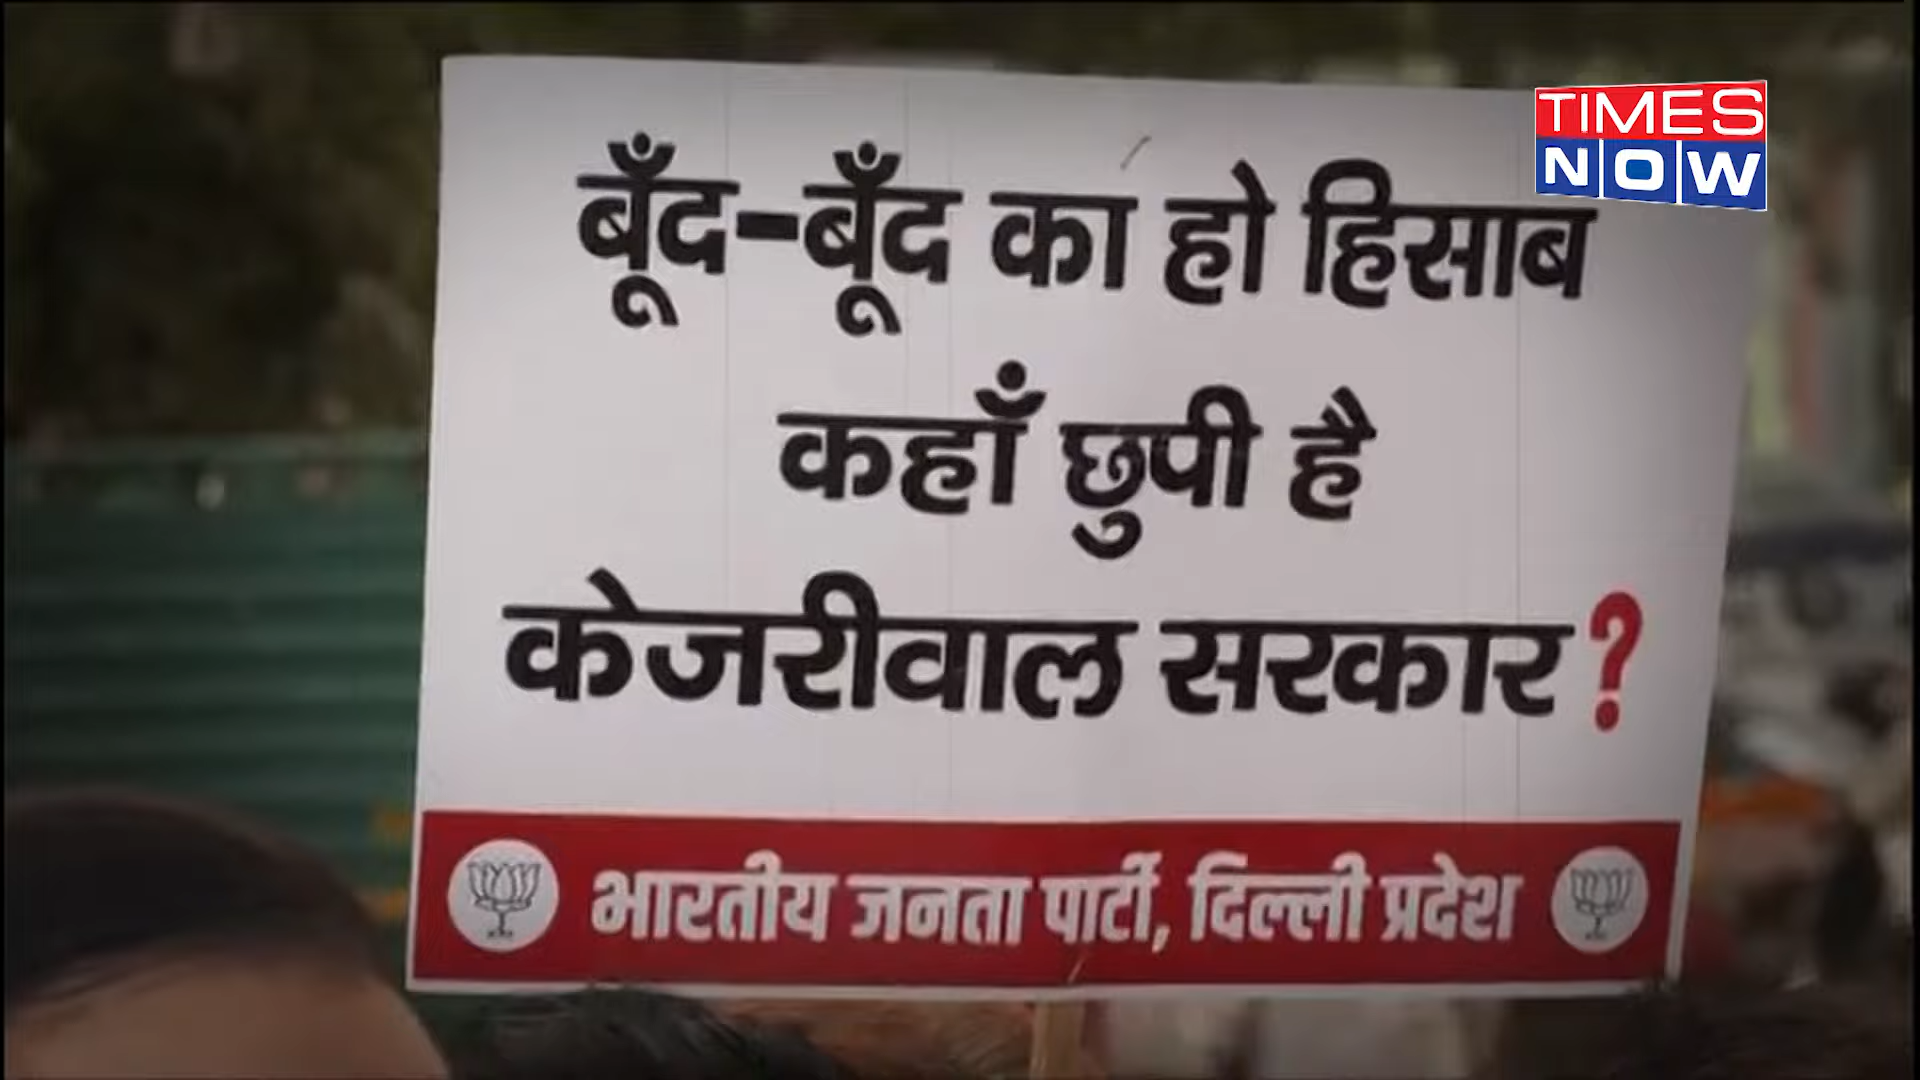 TIMES
NOW
बूँद-बूँद का हो हिसाब
कहाँ छुपी है
केजरीवाल सरकार?
भारतीय जनता पार्टी, दिल्ली प्रदेश